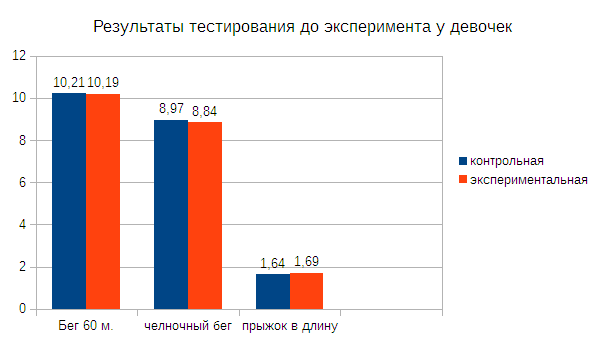 Результаты тестирования до эксперимента у девочек
12
10
8
6
4
2
0
10,21 10,19
8,97 8,84
1,64 1,69
Бег 60 м. челночный бег прыжок в длину
контрольная
экспериментальная